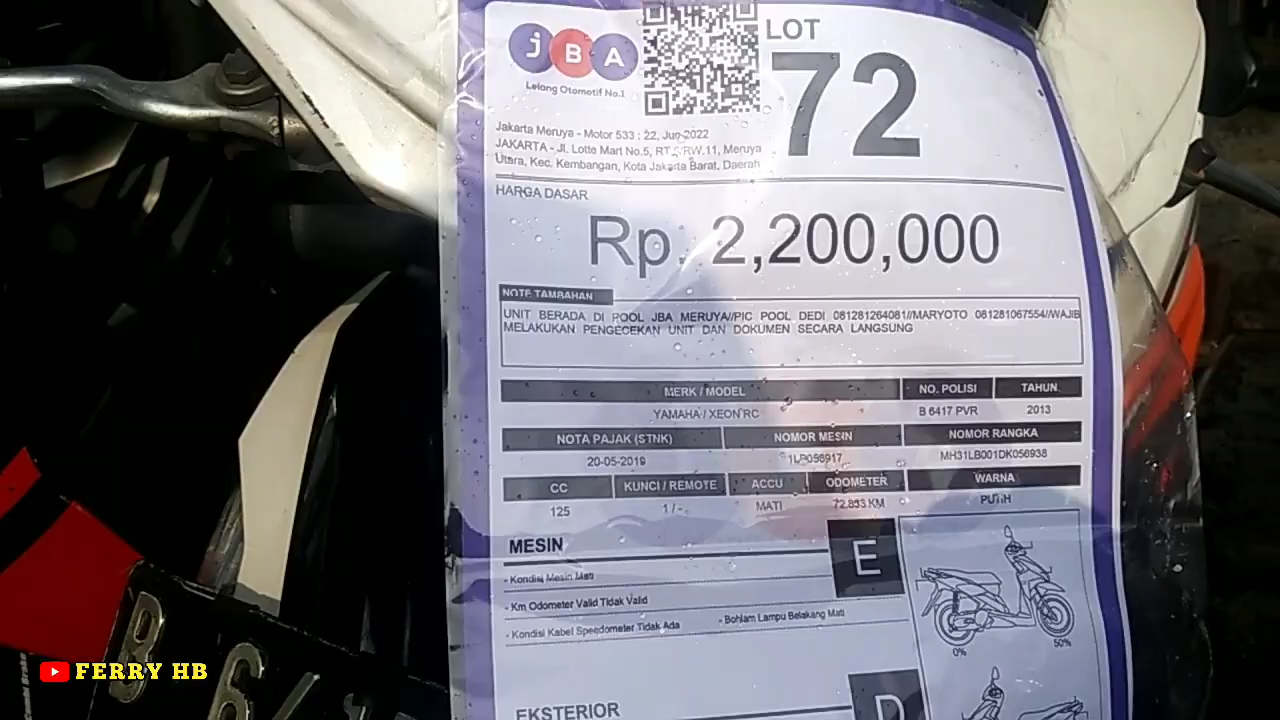 jBA
Lelang Otomotif No.1
LOT
72
Jakarta Meruya - Motor 533 : 22, Jun 2022
JAKARTA - Jl. Lotte Mart No.5, RW.11, Meruya
Utara, Kec. Kembangan, Kota Jakarta Barat, Daerah
HARGA DASAR
Rp. 2,200,000
NOTE TAMBAHAN
UNIT BERADA DI POOL JBA MERUYA//PIC POOL DEDI 081281264081//MARYOTO 081281067554//WAJIB
MELAKUKAN PENGECEKAN UNIT DAN DOKUMEN SECARA LANGSUNG
MERK / MODEL NO. POLISI TAHUN
YAMAHA / XEON RC B 6417 PVR 2013
NOTA PAJAK (STNK) NOMOR MESIN NOMOR RANGKA
20-05-2019 MH31LB001DK056938
CC KUNCI / REMOTE ACCU ODOMETER WARNA
125 1 / - MATI 72.833 KM PUTIH
MESIN E
- Kondisi Mesin Mati
- Km Odometer Valid Tidak Valid
- Kondisi Kabel Speedometer Tidak Ada - Bohlam Lampu Belakang Mati
0% 50%
EKSTERIOR D
B 64
FERRY HB